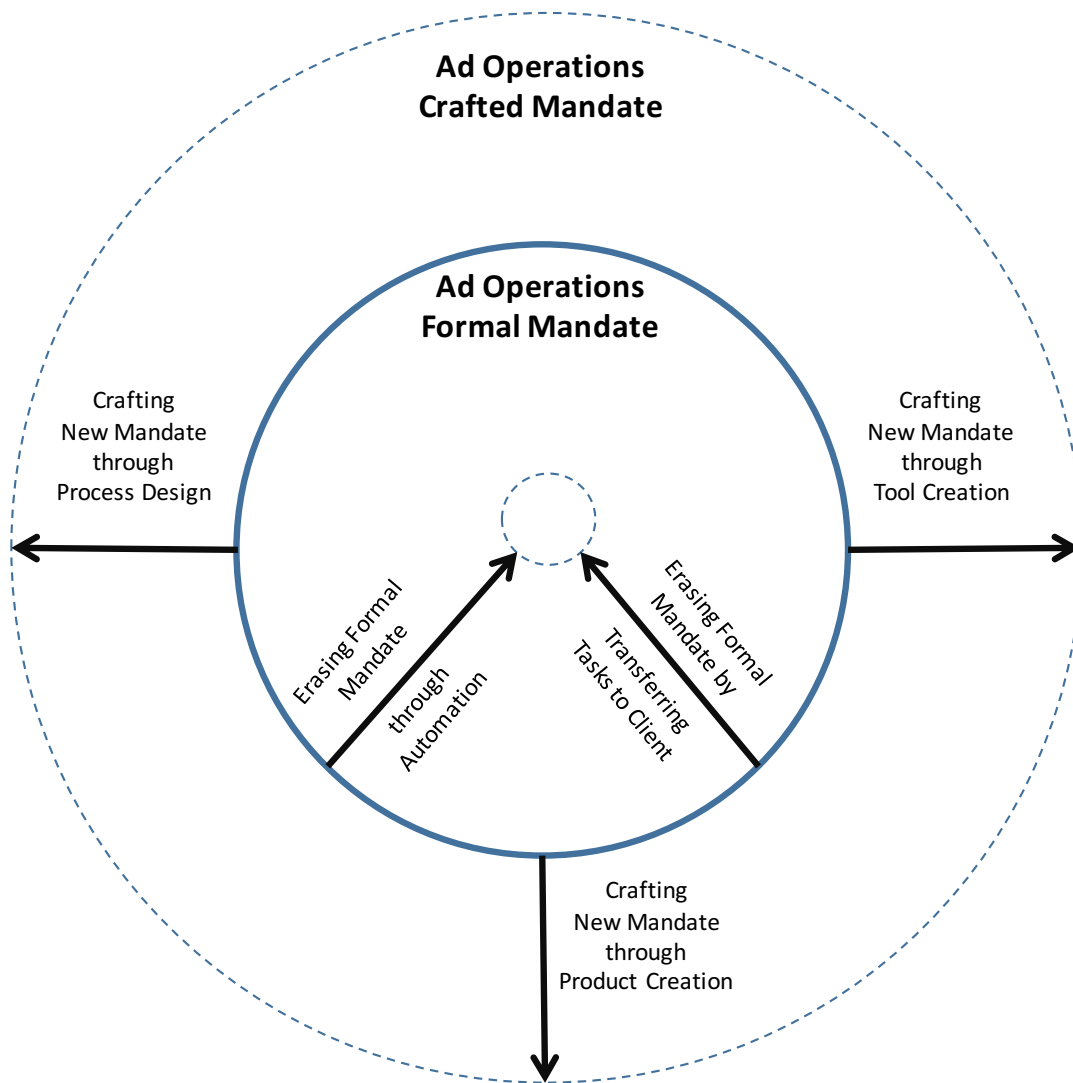 Ad Operations
Crafted Mandate
Ad Operations
Formal Mandate
Crafting
New Mandate
through
Process Design
Crafting
New Mandate
through
Tool Creation
Erasing Formal
Mandate
through
Automation
Erasing Formal
Mandate by
Transferring
Tasks to Client
Crafting
New Mandate
through
Product Creation